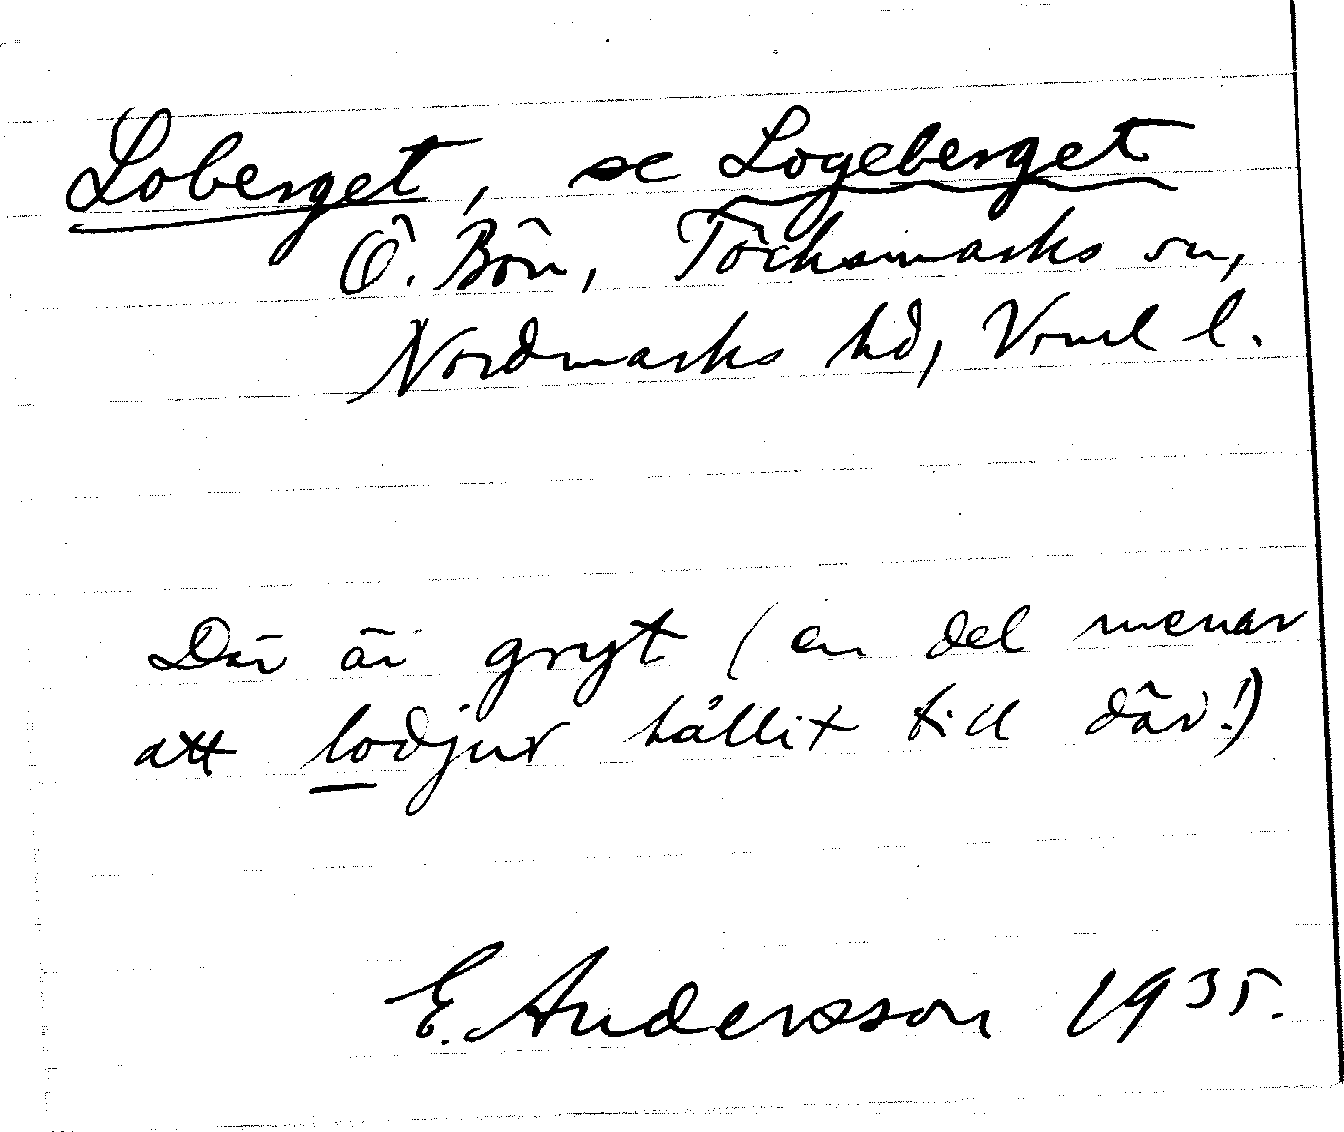 Loberget, se Logeberget
Ö. Bön, Töcksmarks sn,
Nordmarks hd, Vrml l.
Där är gryt (en del menar
att lodjur hållit till där!)
E. Andersson 1935.